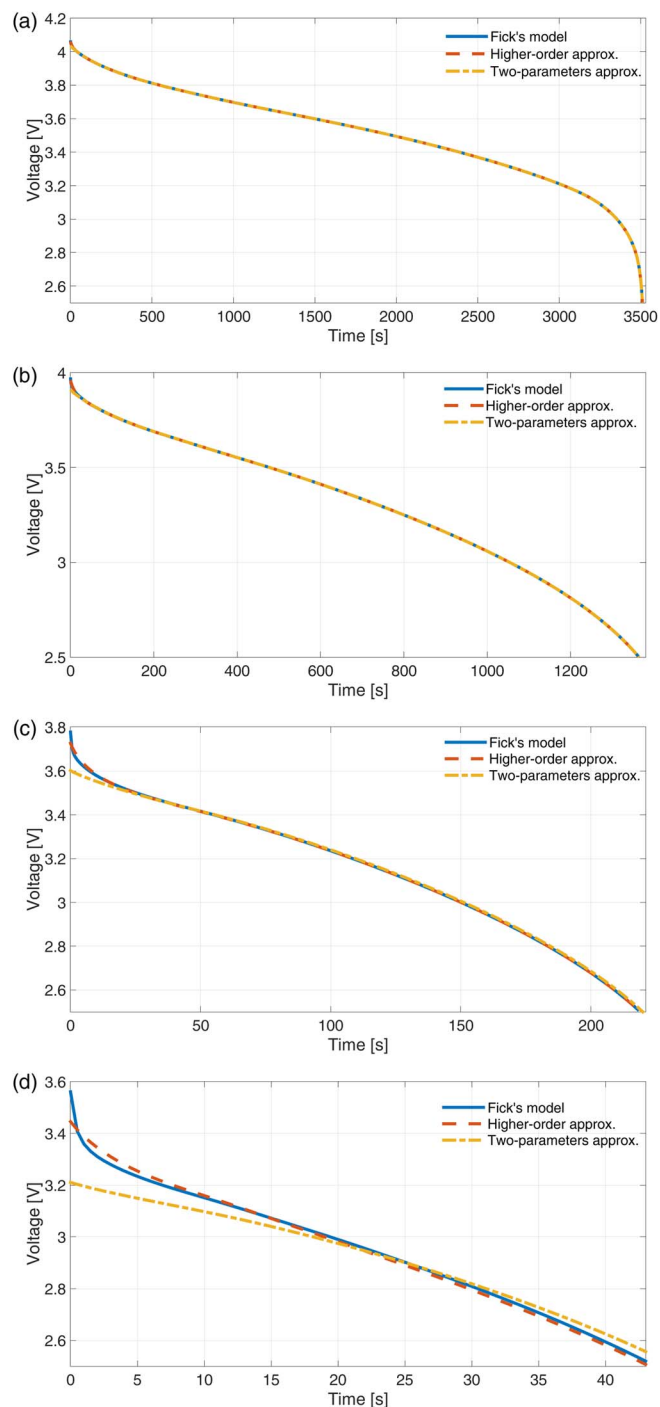 (a)
4.2
4
3.8
3.6
3.4
3.2
3
2.8
2.6
Voltage [V]
Fick's model
Higher-order approx.
Two-parameters approx.
0 500 1000 1500 2000 2500 3000 3500
Time [s]
(b)
4
3.5
3
2.5
Voltage [V]
Fick's model
Higher-order approx.
Two-parameters approx.
0 200 400 600 800 1000 1200
Time [s]
(c)
3.8
3.6
3.4
3.2
3
2.8
2.6
Voltage [V]
Fick's model
Higher-order approx.
Two-parameters approx.
0 50 100 150 200
Time [s]
(d)
3.6
3.4
3.2
3
2.8
2.6
Voltage [V]
Fick's model
Higher-order approx.
Two-parameters approx.
0 5 10 15 20 25 30 35 40
Time [s]